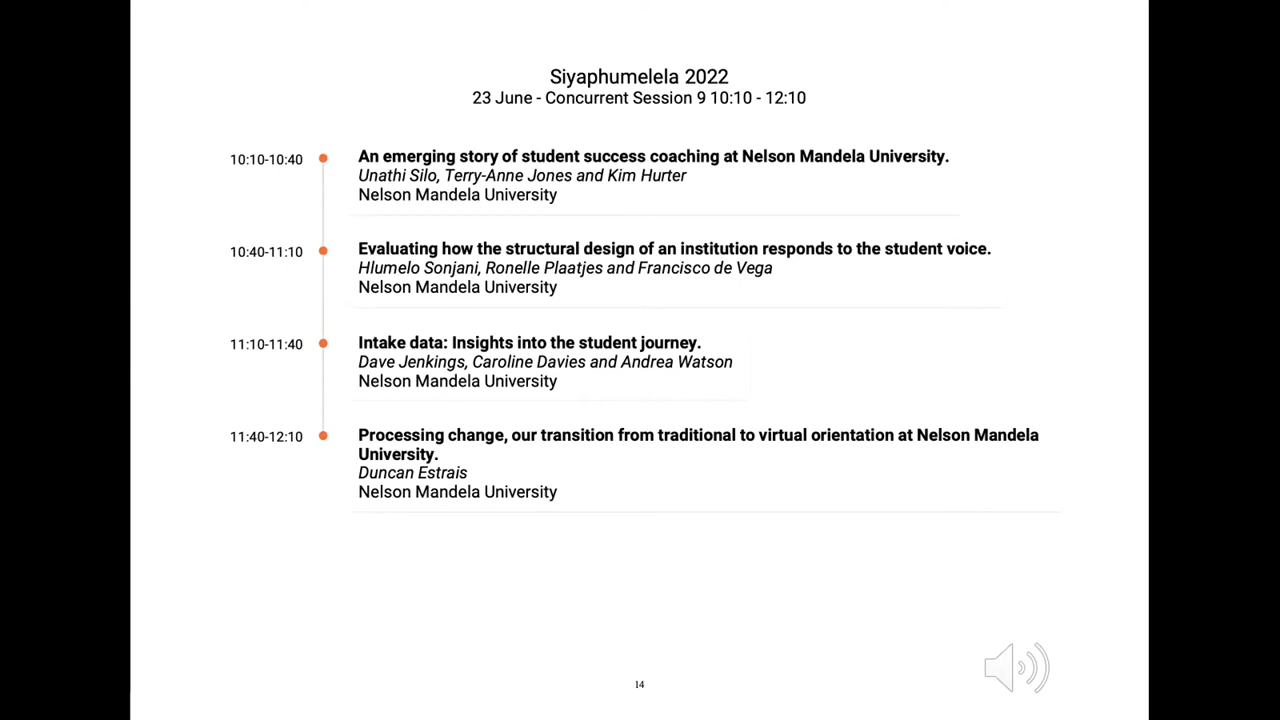 Siyaphumelela 2022
23 June - Concurrent Session 9 10:10 - 12:10
10:10-10:40
An emerging story of student success coaching at Nelson Mandela University.
Unathi Silo, Terry-Anne Jones and Kim Hurter
Nelson Mandela University
10:40-11:10
Evaluating how the structural design of an institution responds to the student voice.
Hlumelo Sonjani, Ronelle Plaatjes and Francisco de Vega
Nelson Mandela University
11:10-11:40
Intake data: Insights into the student journey.
Dave Jenkings, Caroline Davies and Andrea Watson
Nelson Mandela University
11:40-12:10
Processing change, our transition from traditional to virtual orientation at Nelson Mandela
University.
Duncan Estrais
Nelson Mandela University
14